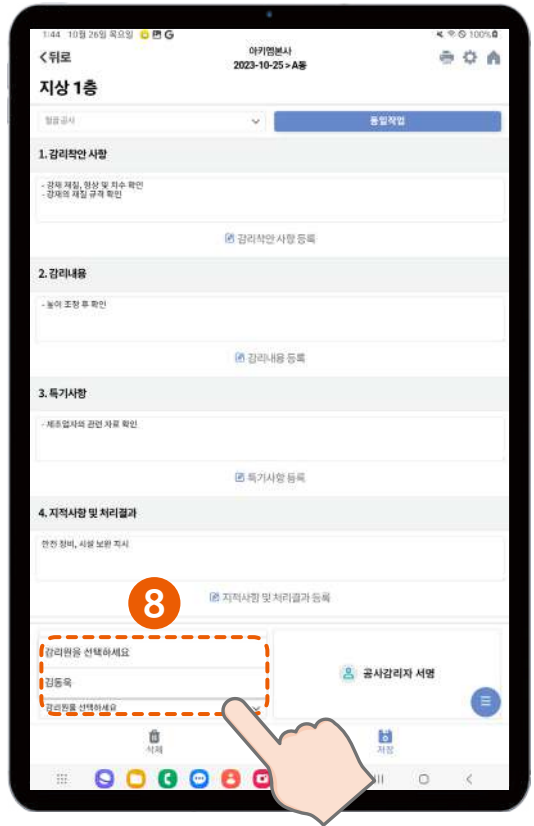 1:44 10월 26일 목요일
100%
뒤로
아키엠본사
2023-10-25 > A동
지상 1층
철골공사
동일작업
1. 감리착안 사항
- 강재 재질, 형상 및 치수 확인
- 강재의 재질 규격 확인
감리착안 사항 등록
2. 감리내용
- 높이 조정 후 확인
감리내용 등록
3. 특기사항
- 제조업자의 관련 자료 확인
특기사항 등록
4. 지적사항 및 처리결과
안전 장비, 시설 보완 지시
지적사항 및 처리결과 등록
8
감리원을 선택하세요
김동욱
감리원을 선택하세요
공사감리자 서명
삭제
저장